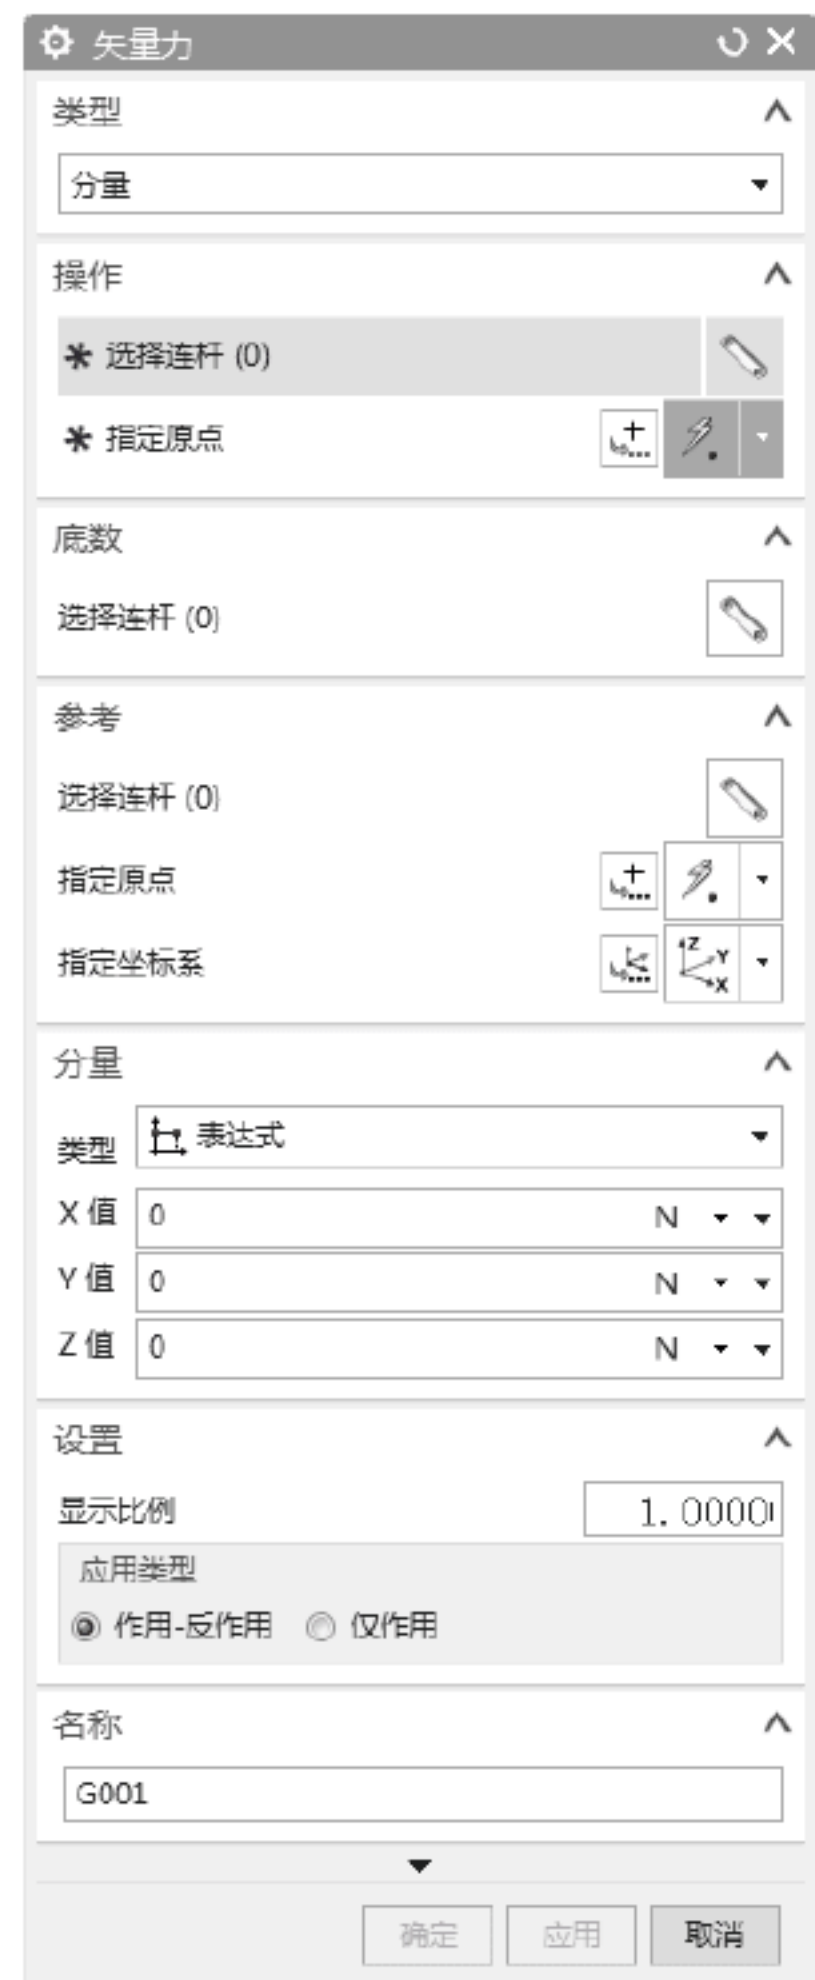 矢量力
类型
分量
操作
* 选择连杆 (0)
* 指定原点
底数
选择连杆 (0)
参考
选择连杆 (0)
指定原点
指定坐标系
Z Y X
分量
类型 表达式
X 值 0 N
Y 值 0 N
Z 值 0 N
设置
显示比例 1.0000
应用类型
作用-反作用 仅作用
名称
G001
确定 应用 取消